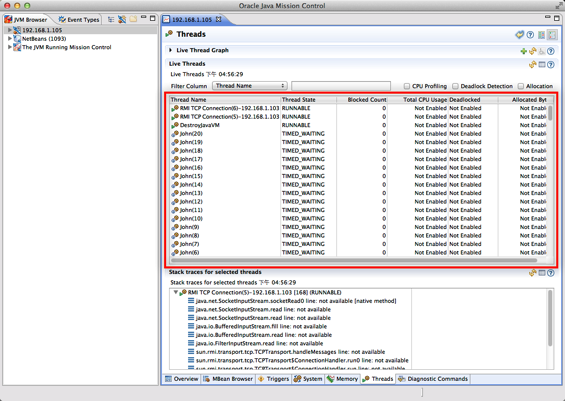 Oracle Java Mission Control
JVM Browser
Event Types
192.168.1.105
NetBeans (1093)
The JVM Running Mission Control
192.168.1.105
Threads
Live Thread Graph
Live Threads
Live Threads 下午 04:56:29
Filter Column Thread Name CPU Profiling Deadlock Detection Allocation
Thread Name Thread State Blocked Count Total CPU Usage Deadlocked Allocated Byt
RMI TCP Connection(6)-192.168.1.103 RUNNABLE 0 Not Enabled Not Enabled Not Enabl
RMI TCP Connection(5)-192.168.1.103 RUNNABLE 0 Not Enabled Not Enabled Not Enabl
DestroyJavaVM RUNNABLE 0 Not Enabled Not Enabled Not Enabl
John(20) TIMED_WAITING 0 Not Enabled Not Enabled Not Enabl
John(19) TIMED_WAITING 0 Not Enabled Not Enabled Not Enabl
John(18) TIMED_WAITING 0 Not Enabled Not Enabled Not Enabl
John(17) TIMED_WAITING 0 Not Enabled Not Enabled Not Enabl
John(16) TIMED_WAITING 0 Not Enabled Not Enabled Not Enabl
John(15) TIMED_WAITING 0 Not Enabled Not Enabled Not Enabl
John(14) TIMED_WAITING 0 Not Enabled Not Enabled Not Enabl
John(13) TIMED_WAITING 0 Not Enabled Not Enabled Not Enabl
John(12) TIMED_WAITING 0 Not Enabled Not Enabled Not Enabl
John(11) TIMED_WAITING 0 Not Enabled Not Enabled Not Enabl
John(10) TIMED_WAITING 0 Not Enabled Not Enabled Not Enabl
John(9) TIMED_WAITING 0 Not Enabled Not Enabled Not Enabl
John(8) TIMED_WAITING 0 Not Enabled Not Enabled Not Enabl
John(7) TIMED_WAITING 0 Not Enabled Not Enabled Not Enabl
John(6) TIMED_WAITING 0 Not Enabled Not Enabled Not Enabl
Stack traces for selected threads
Stack traces for selected threads 下午 04:56:29
RMI TCP Connection(5)-192.168.1.103 [168] (RUNNABLE)
java.net.SocketInputStream.socketRead0 line: not available [native method]
java.net.SocketInputStream.read line: not available
java.net.SocketInputStream.read line: not available
java.io.BufferedInputStream.fill line: not available
java.io.BufferedInputStream.read line: not available
java.io.FilterInputStream.read line: not available
sun.rmi.transport.tcp.TCPTransport.handleMessages line: not available
sun.rmi.transport.tcp.TCPTransport$ConnectionHandler.run0 line: not available
sun.rmi.transport.tcp.TCPTransport$ConnectionHandler.run line: not available
Overview MBean Browser Triggers System Memory Threads Diagnostic Commands